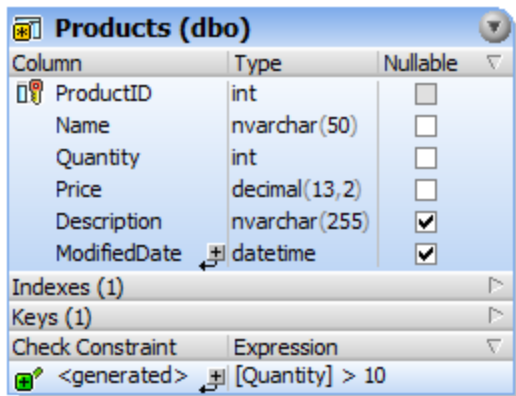 Products (dbo)
Column Type Nullable
ProductID int
Name nvarchar(50)
Quantity int
Price decimal(13,2)
Description nvarchar(255)
ModifiedDate datetime
Indexes (1)
Keys (1)
Check Constraint Expression
<generated> [Quantity] > 10